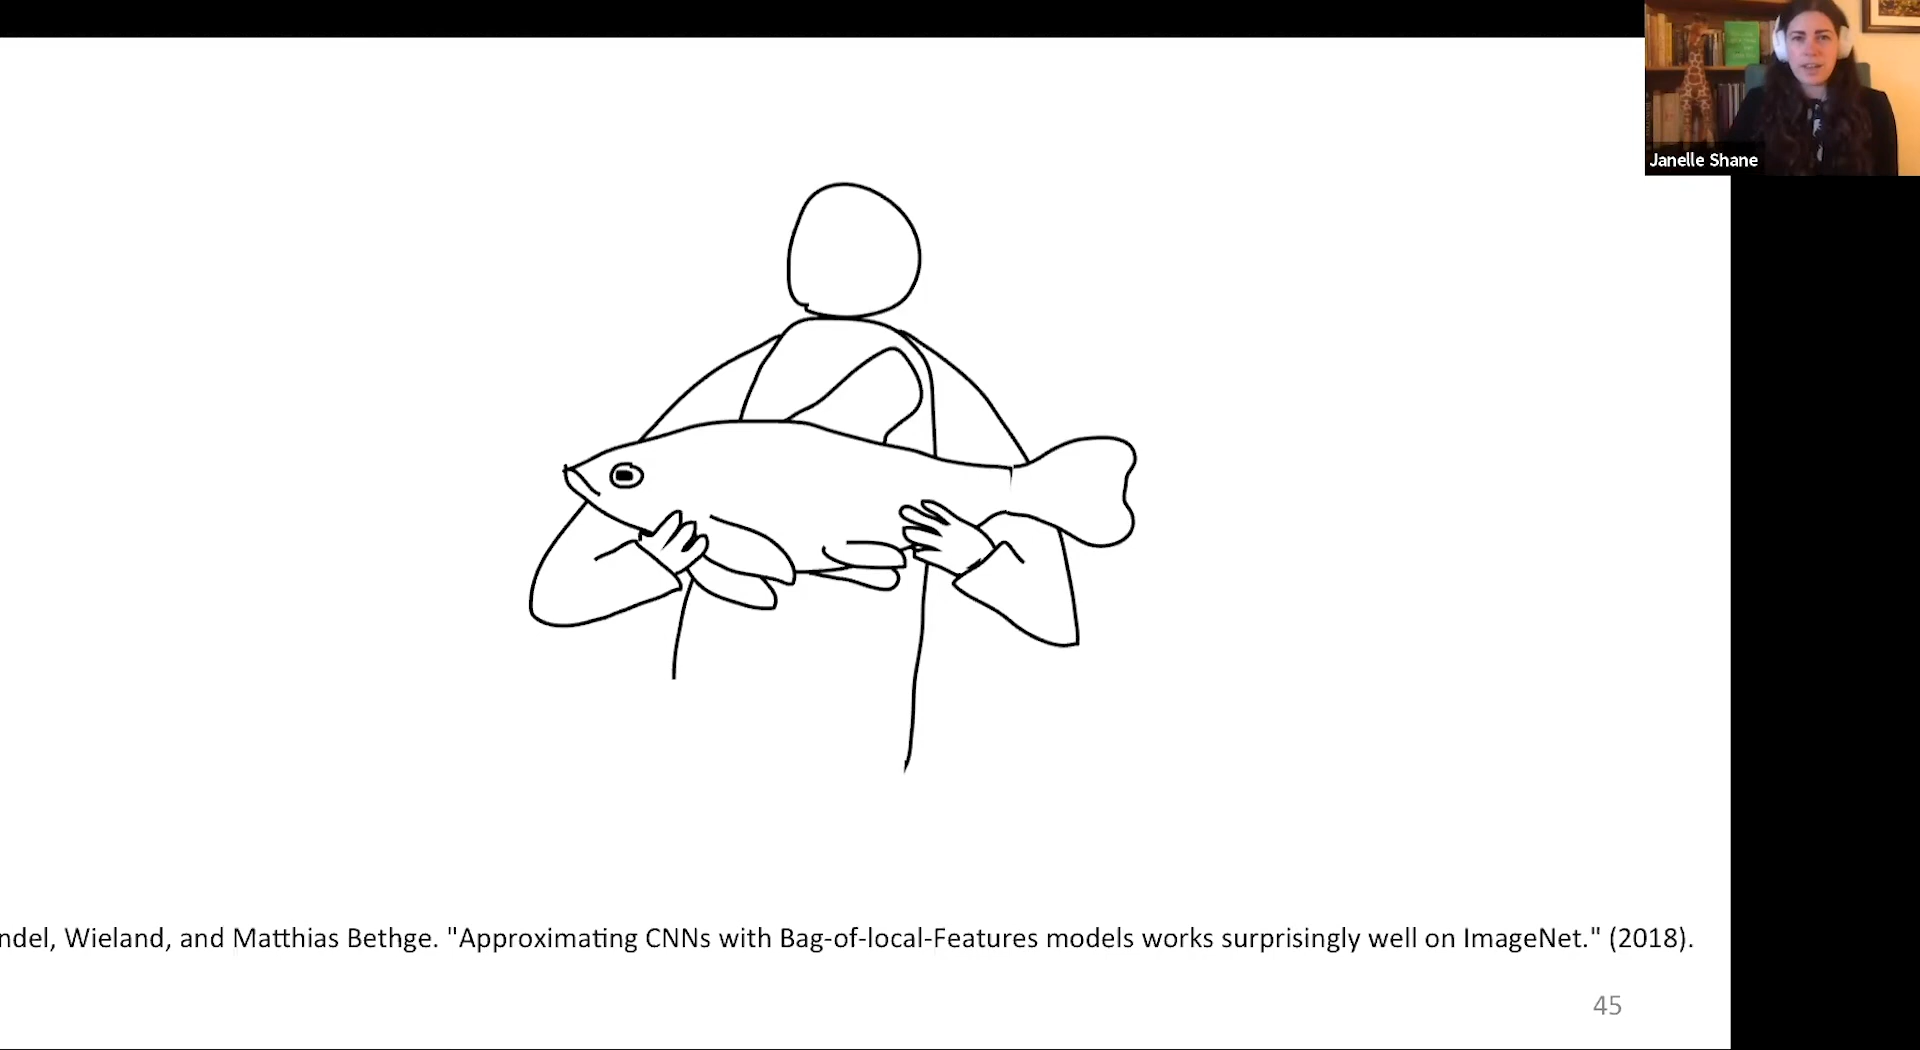 Janelle Shane
ndel, Wieland, and Matthias Bethge. "Approximating CNNs with Bag-of-local-Features models works surprisingly well on ImageNet." (2018).
45